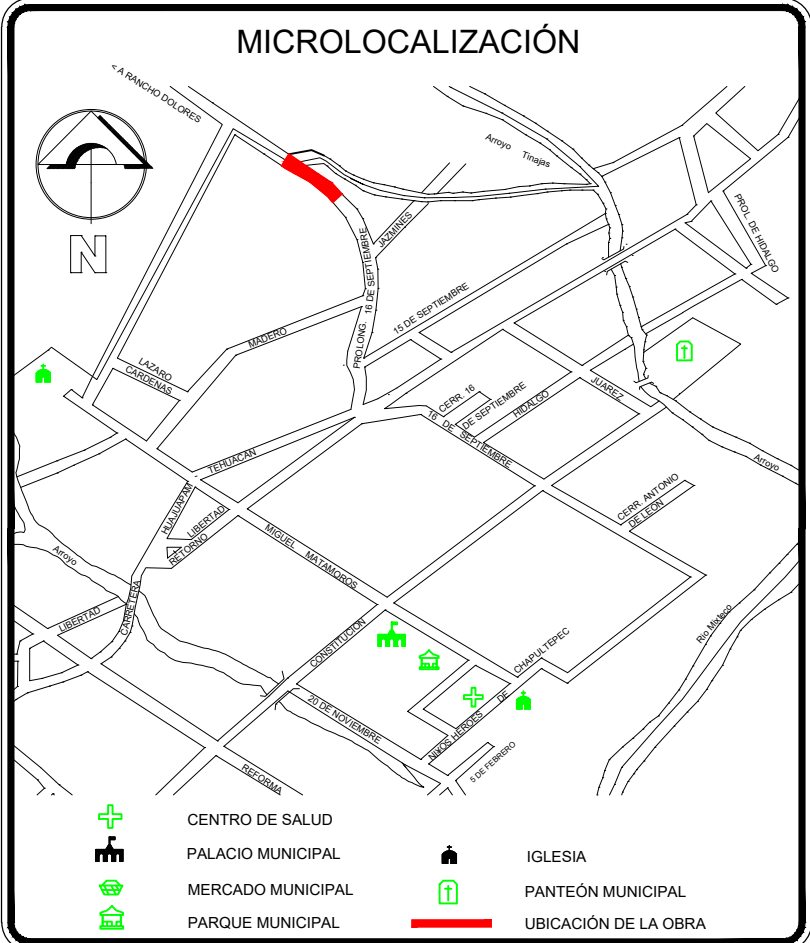 MICROLOCALIZACIÓN
< A RANCHO DOLORES
Arroyo Tinajas
N
JAZMINES
PROL. DE HIDALGO
PROLONG. 16 DE SEPTIEMBRE
15 DE SEPTIEMBRE
MADERO
LAZARO
CARDENAS
JUAREZ
CERR. 16
DE SEPTIEMBRE
HIDALGO
16 DE SEPTIEMBRE
TEHUACAN
Arroyo
HUAJUAPAM
CERR. ANTONIO
DE LEON
LIBERTAD
RETORNO
MIGUEL MATAMOROS
Arroyo
CARRETERA
LIBERTAD
CONSTITUCION
Rio Mixteco
NIÑOS HEROES DE CHAPULTEPEC
20 DE NOVIEMBRE
5 DE FEBRERO
REFORMA
CENTRO DE SALUD
PALACIO MUNICIPAL
IGLESIA
MERCADO MUNICIPAL
PANTEÓN MUNICIPAL
PARQUE MUNICIPAL
UBICACIÓN DE LA OBRA